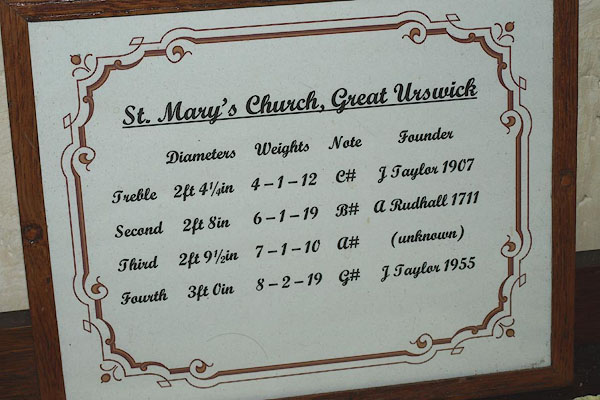 St. Mary's Church, Great Urswick
Diameters Weights Note Founder
Treble 2ft 4¼in 4 – 1 – 12 C# J Taylor 1907
Second 2ft 8in 6 – 1 – 19 B# A Rudhall 1711
Third 2ft 9½in 7 – 1 – 10 A# (unknown)
Fourth 3ft 0in 8 – 2 – 19 G# J Taylor 1955